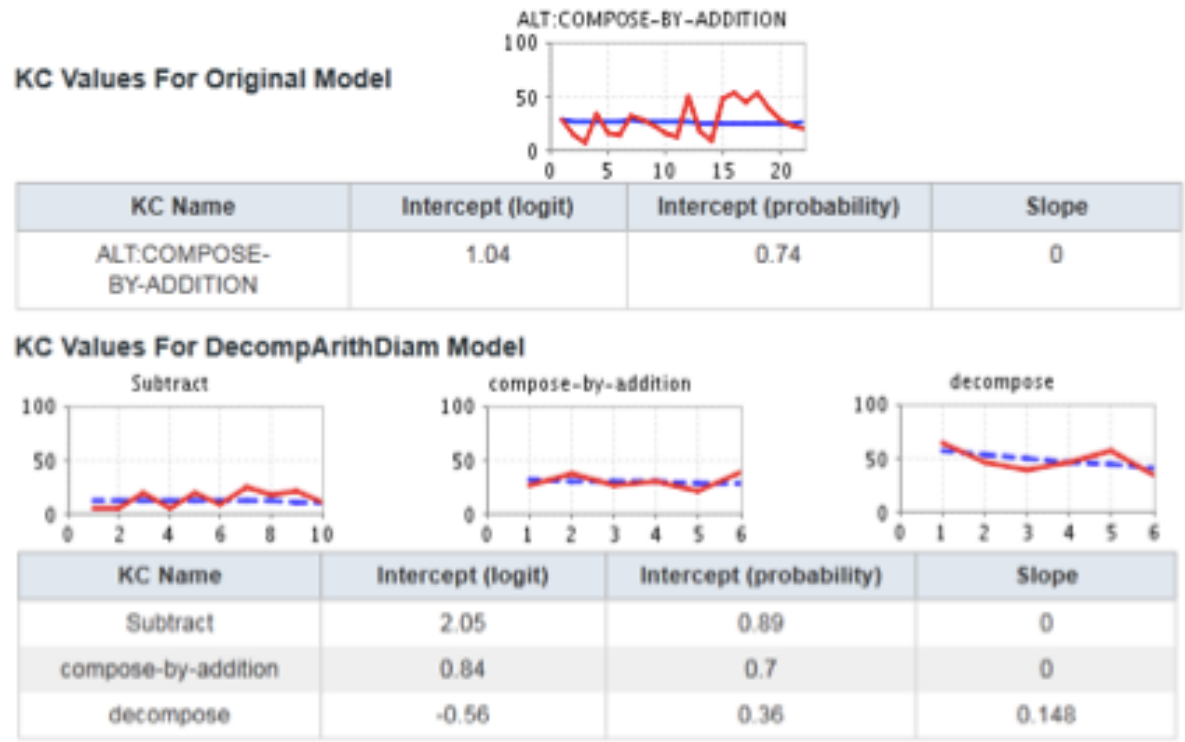 ALT:COMPOSE-BY-ADDITION
100
KC Values For Original Model
50
0
0 5 10 15 20
KC Name Intercept (logit) Intercept (probability) Slope
ALT:COMPOSE- 1.04 0.74 0
BY-ADDITION
KC Values For DecompArithDiam Model
Subtract compose-by-addition decompose
100 100 100
50 50 50
0 0 0
0 2 4 6 8 10 0 1 2 3 4 5 6 0 1 2 3 4 5 6
KC Name Intercept (logit) Intercept (probability) Slope
Subtract 2.05 0.89 0
compose-by-addition 0.84 0.7 0
decompose -0.56 0.36 0.148